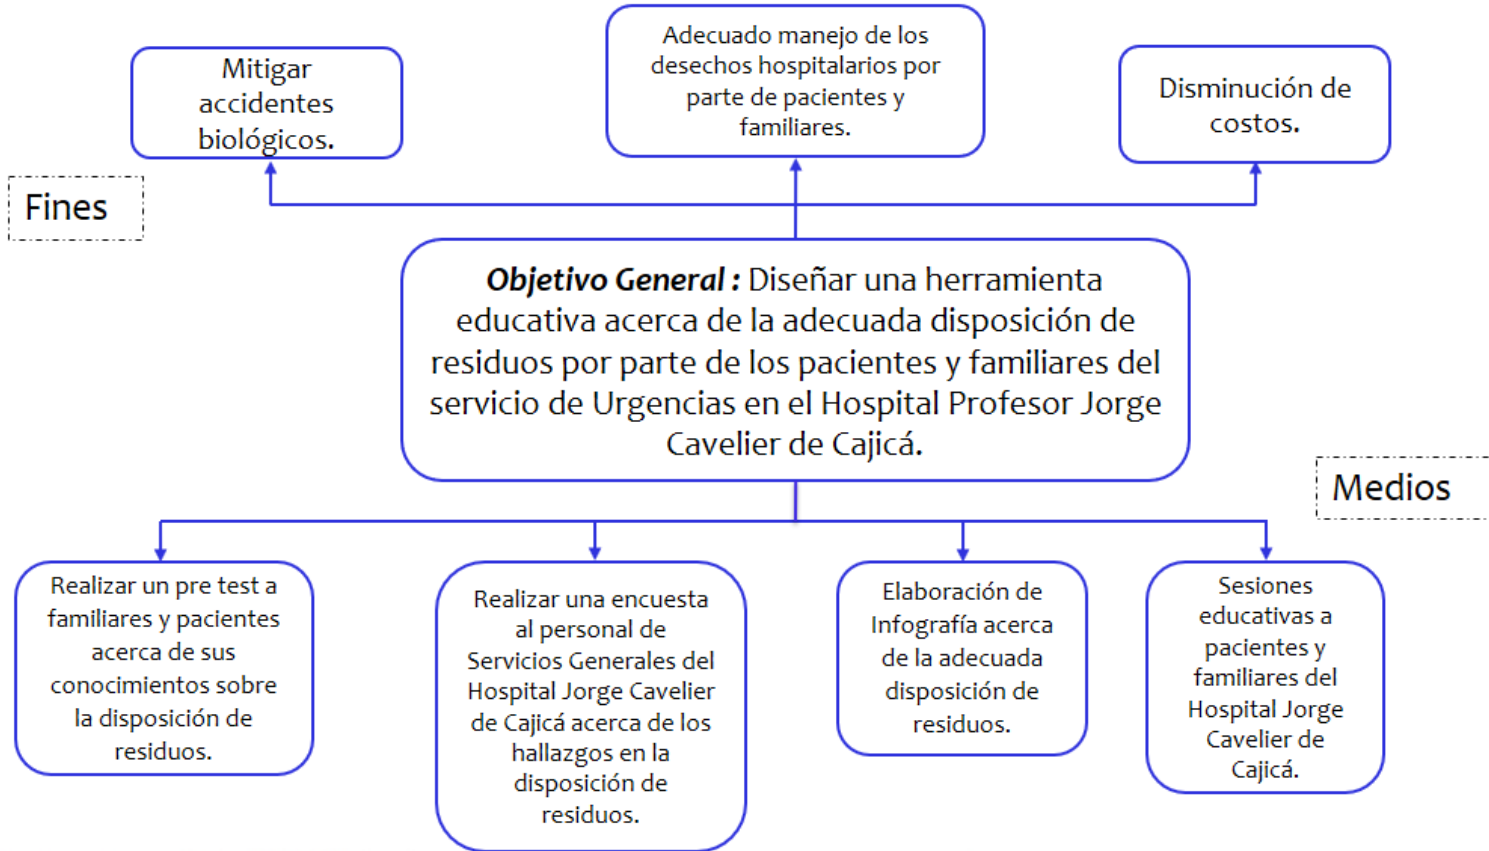 Mitigar
accidentes
biológicos.
Adecuado manejo de los
desechos hospitalarios por
parte de pacientes y
familiares.
Disminución de
costos.
Fines
Objetivo General : Diseñar una herramienta
educativa acerca de la adecuada disposición de
residuos por parte de los pacientes y familiares del
servicio de Urgencias en el Hospital Profesor Jorge
Cavelier de Cajicá.
Medios
Realizar un pre test a
familiares y pacientes
acerca de sus
conocimientos sobre
la disposición de
residuos.
Realizar una encuesta
al personal de
Servicios Generales del
Hospital Jorge Cavelier
de Cajicá acerca de los
hallazgos en la
disposición de
residuos.
Elaboración de
Infografía acerca
de la adecuada
disposición de
residuos.
Sesiones
educativas a
pacientes y
familiares del
Hospital Jorge
Cavelier de
Cajicá.